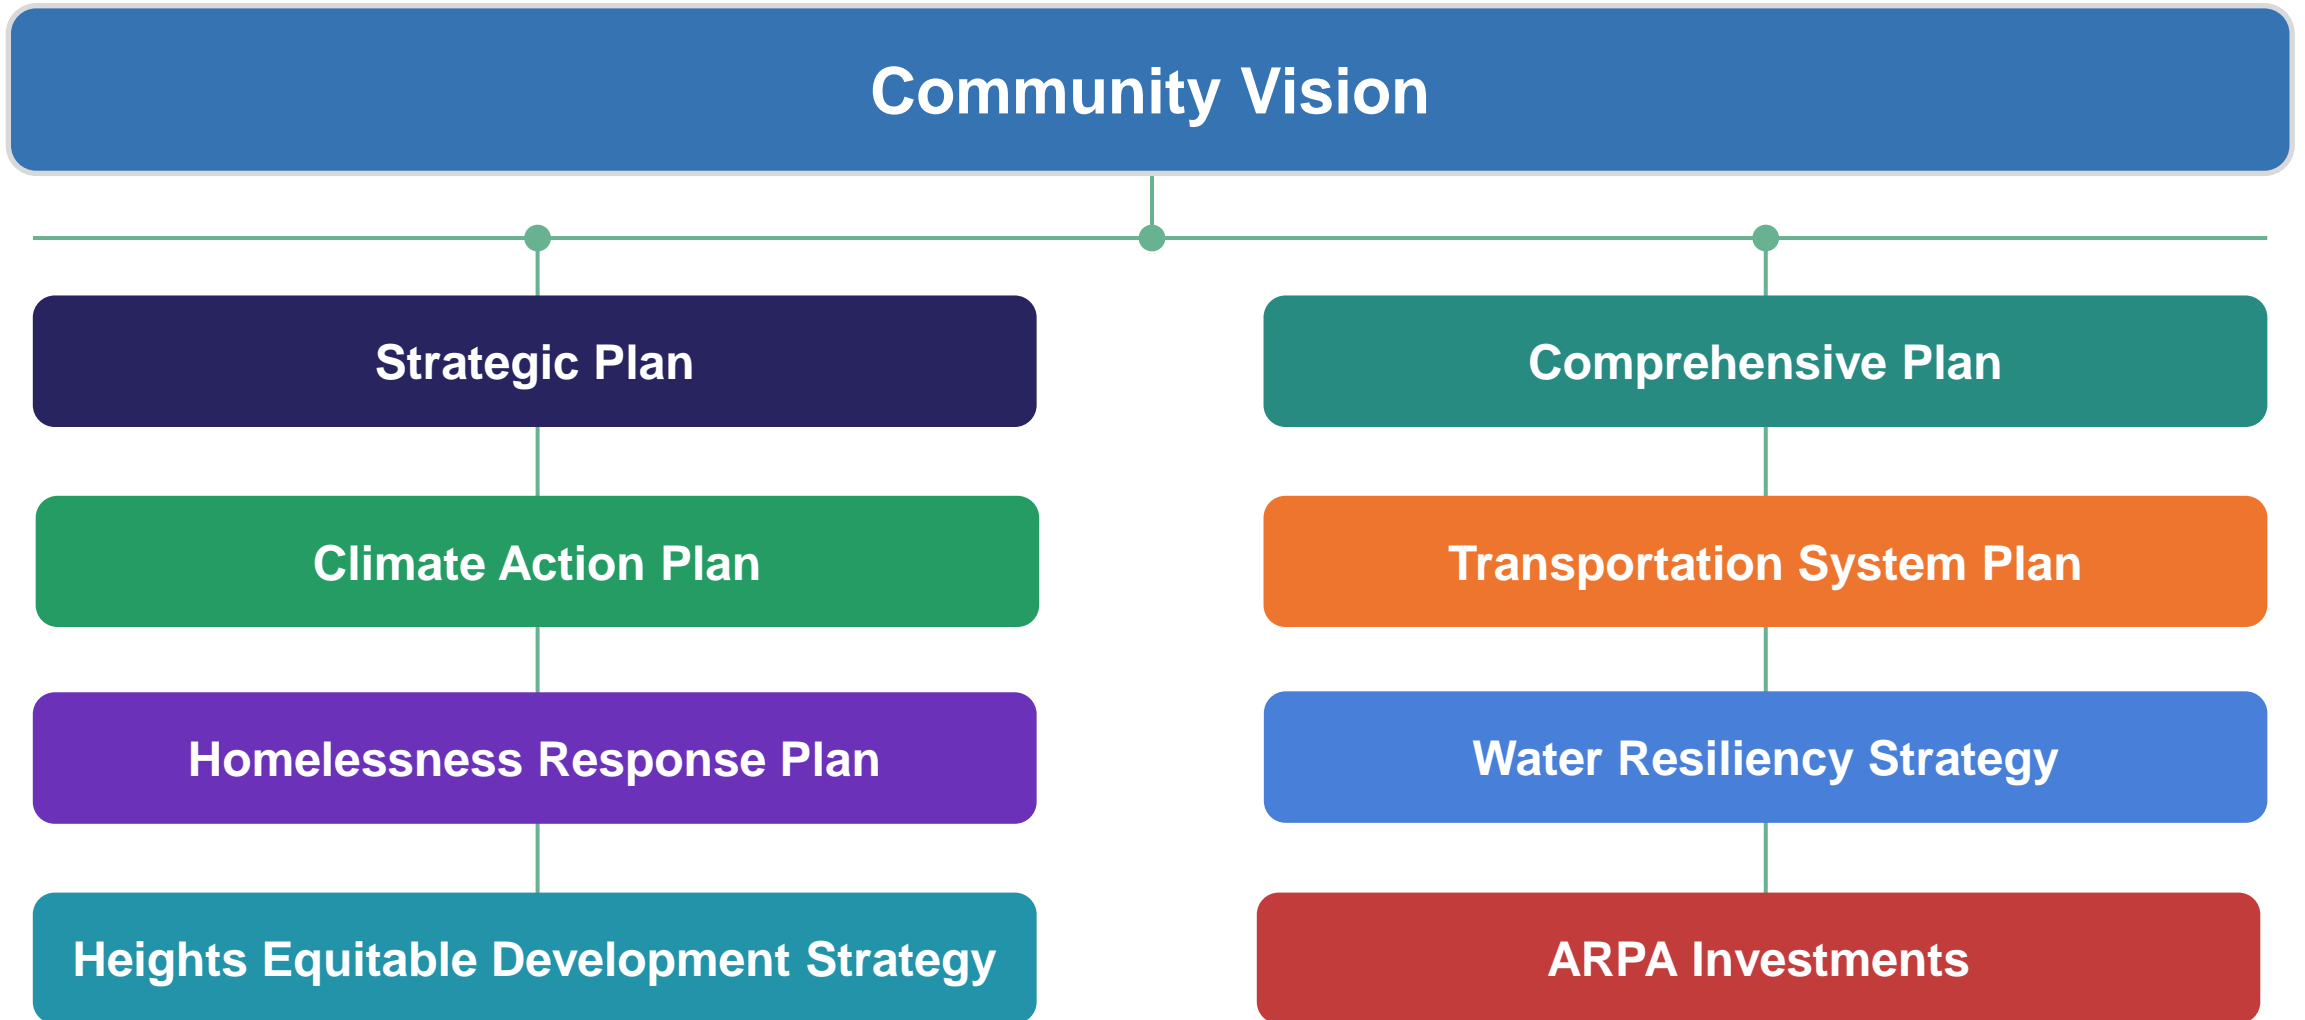 Community Vision
Strategic Plan
Comprehensive Plan
Climate Action Plan
Transportation System Plan
Homelessness Response Plan
Water Resiliency Strategy
Heights Equitable Development Strategy
ARPA Investments